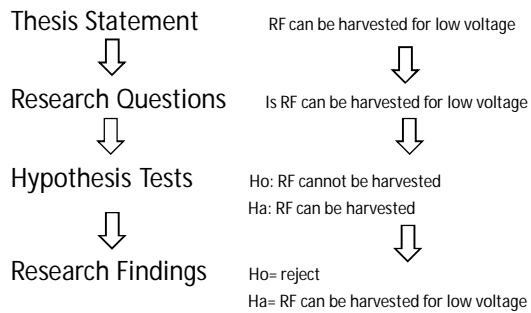 Thesis Statement
RF can be harvested for low voltage
Research Questions
Is RF can be harvested for low voltage
Hypothesis Tests
Ho: RF cannot be harvested
Ha: RF can be harvested
Research Findings
Ho= reject
Ha= RF can be harvested for low voltage